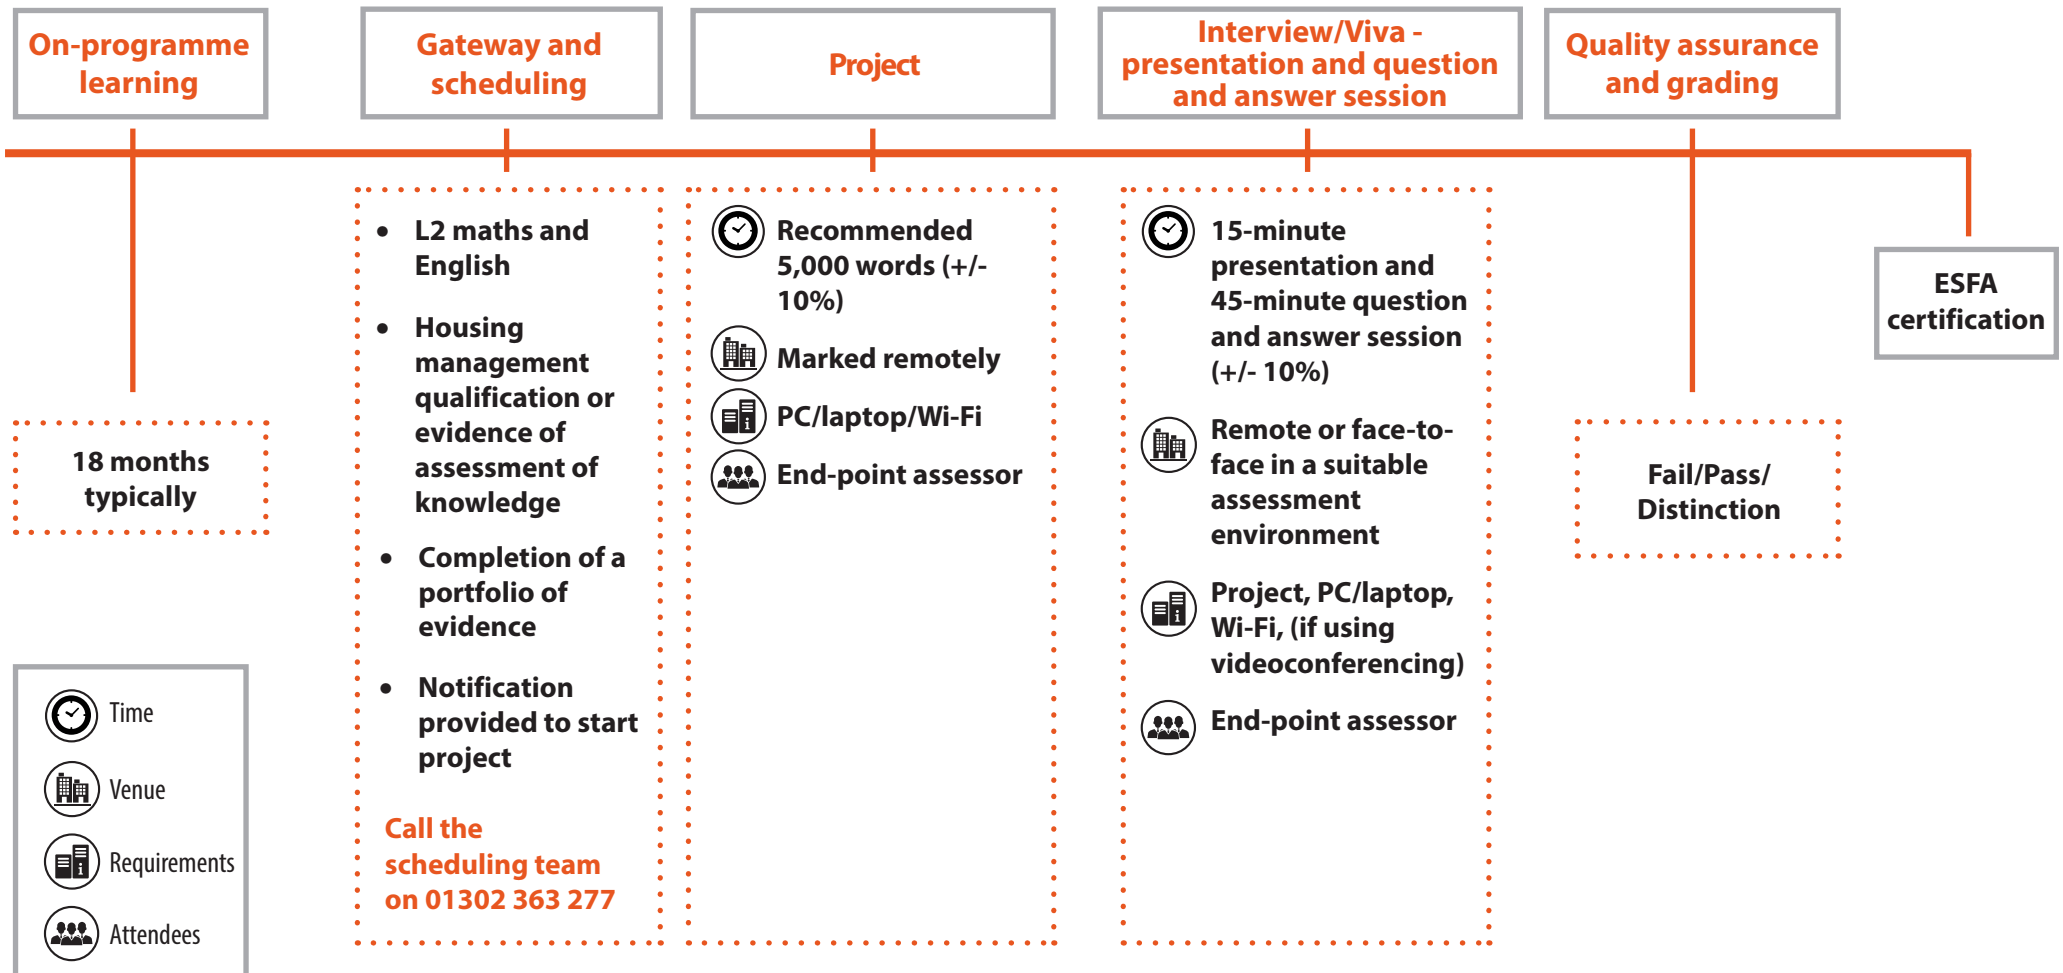 On-programme
learning
Gateway and
scheduling
Project
Interview/Viva -
presentation and question
and answer session
Quality assurance
and grading
18 months
typically
• L2 maths and
English
• Housing
management
qualification or
evidence of
assessment of
knowledge
• Completion of a
portfolio of
evidence
• Notification
provided to start
project
Call the
scheduling team
on 01302 363 277
Recommended
5,000 words (+/-
10%)
Marked remotely
PC/laptop/Wi-Fi
End-point assessor
15-minute
presentation and
45-minute question
and answer session
(+/- 10%)
Remote or face-to-
face in a suitable
assessment
environment
Project, PC/laptop,
Wi-Fi, (if using
videoconferencing)
End-point assessor
Fail/Pass/
Distinction
ESFA
certification
Time
Venue
Requirements
Attendees